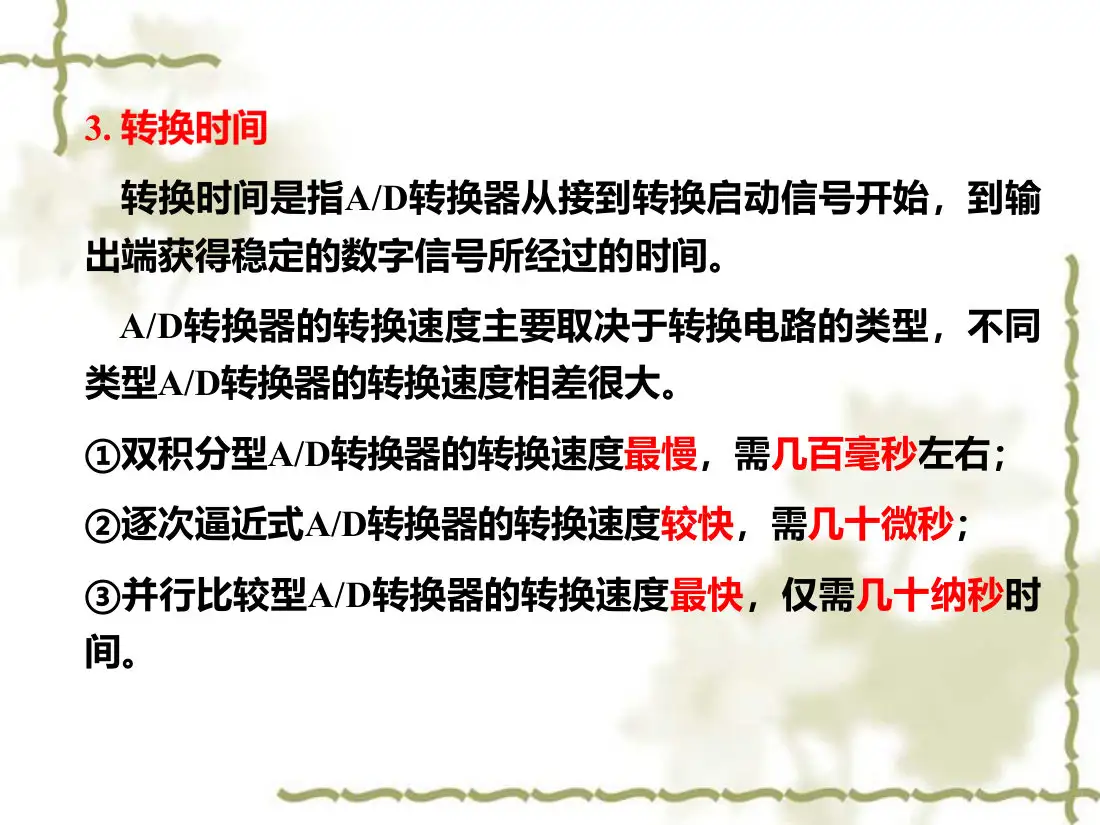 3. 转换时间
转换时间是指A/D转换器从接到转换启动信号开始，到输
出端获得稳定的数字信号所经过的时间。
A/D转换器的转换速度主要取决于转换电路的类型，不同
类型A/D转换器的转换速度相差很大。
①双积分型A/D转换器的转换速度最慢，需几百毫秒左右；
②逐次逼近式A/D转换器的转换速度较快，需几十微秒；
③并行比较型A/D转换器的转换速度最快，仅需几十纳秒时
间。